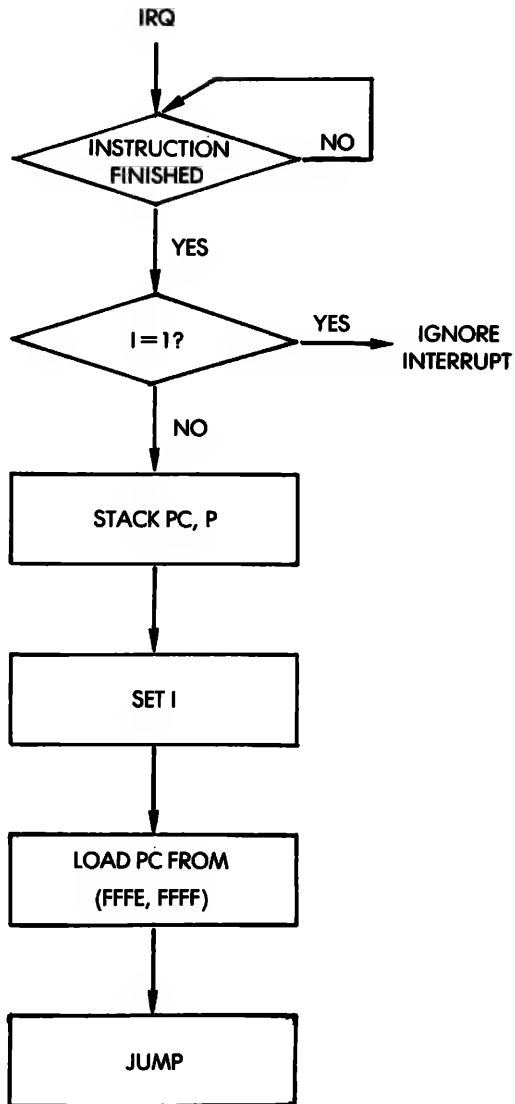 IRQ
INSTRUCTION
FINISHED
NO
YES
I=1?
YES
IGNORE
INTERRUPT
NO
STACK PC, P
SET I
LOAD PC FROM
(FFFE, FFFF)
JUMP